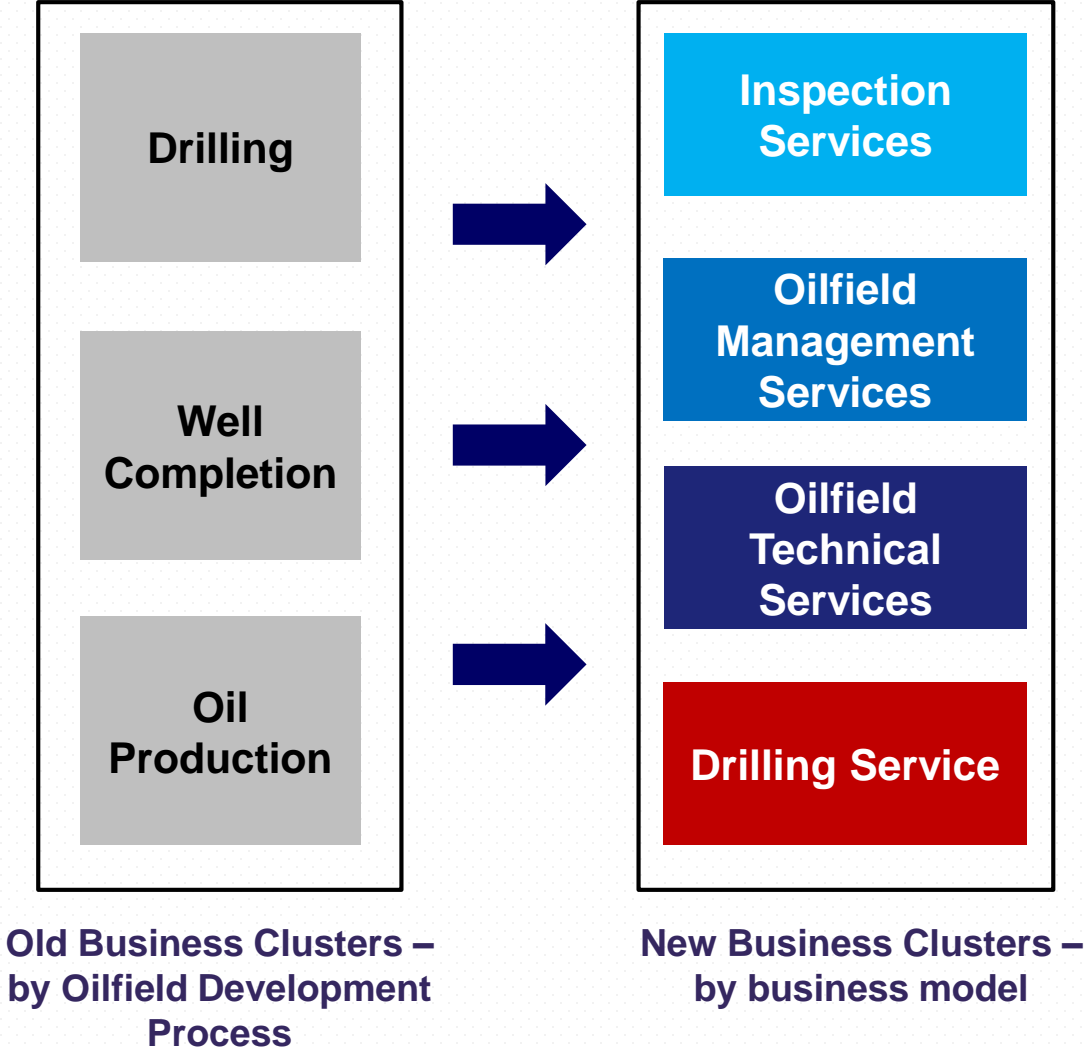 Drilling
Well
Completion
Oil
Production
Old Business Clusters –
by Oilfield Development
Process
Inspection
Services
Oilfield
Management
Services
Oilfield
Technical
Services
Drilling Service
New Business Clusters –
by business model